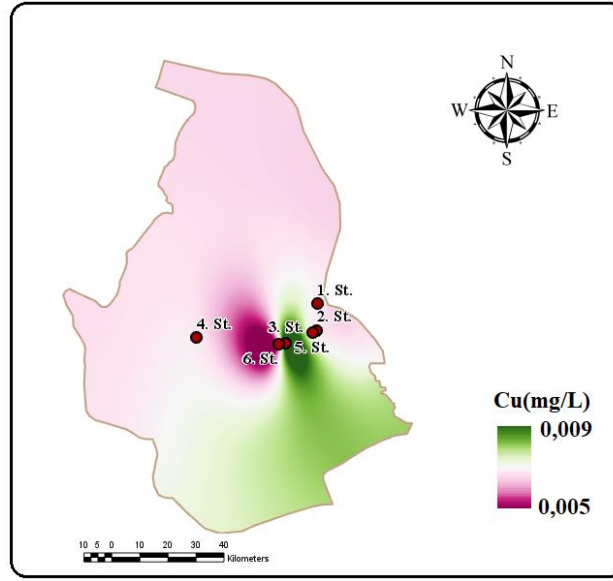 N
W E
S
1. St.
2. St.
3. St.
4. St.
5. St.
6. St.
Cu(mg/L)
0,009
0,005
10 5 0 10 20 30 40
Kilometers